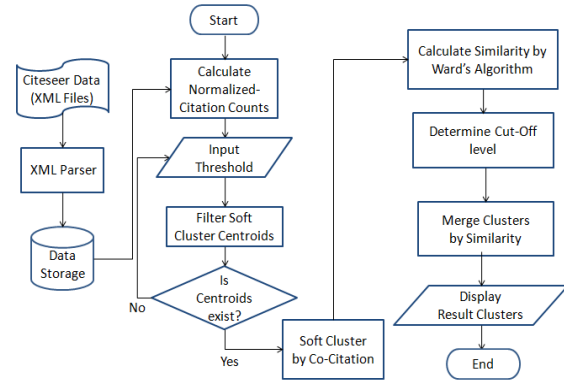 Start
Citeseer Data
(XML Files)
XML Parser
Data
Storage
Calculate
Normalized-
Citation Counts
Input
Threshold
Filter Soft
Cluster Centroids
Is
Centroids
exist?
No
Yes
Soft Cluster
by Co-Citation
Calculate Similarity by
Ward's Algorithm
Determine Cut-Off
level
Merge Clusters
by Similarity
Display
Result Clusters
End